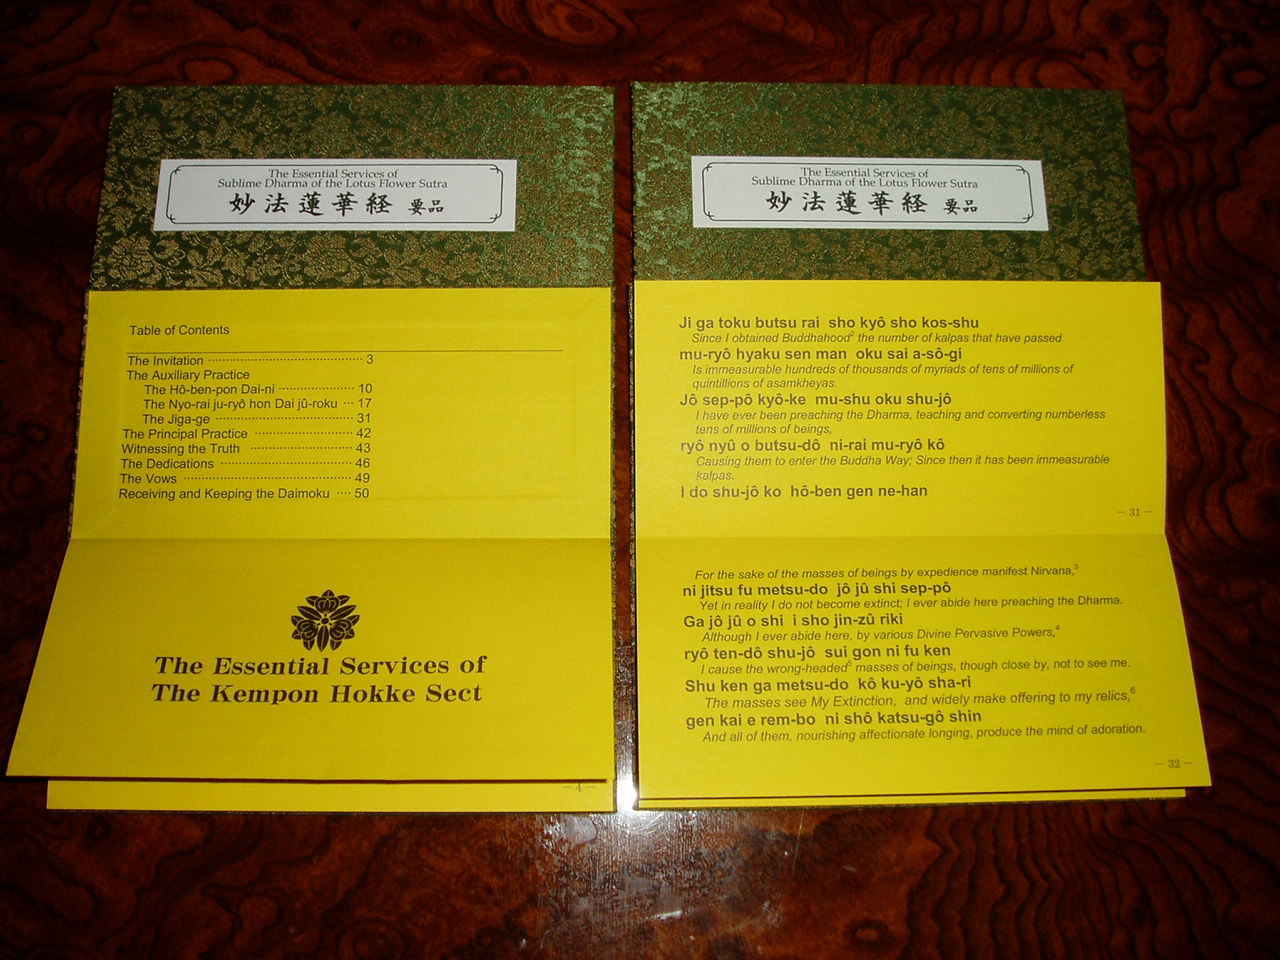 The Essential Services of
Sublime Dharma of the Lotus Flower Sutra
妙法蓮華経 要品
Table of Contents
The Invitation 3
The Auxiliary Practice
The Hô-ben-pon Dai-ni 10
The Nyo-rai ju-ryô hon Dai jû-roku 17
The Jiga-ge 31
The Principal Practice 42
Witnessing the Truth 43
The Dedications 46
The Vows 49
Receiving and Keeping the Daimoku 50
The Essential Services of
The Kempon Hokke Sect
4
The Essential Services of
Sublime Dharma of the Lotus Flower Sutra
妙法蓮華経 要品
Ji ga toku butsu rai sho kyô sho kos-shu
Since I obtained Buddhahood² the number of kalpas that have passed
mu-ryô hyaku sen man oku sai a-sô-gi
Is immeasurable hundreds of thousands of myriads of tens of millions of
quintillions of asamkheyas.
Jô sep-pô kyô-ke mu-shu oku shu-jô
I have ever been preaching the Dharma, teaching and converting numberless
tens of millions of beings,
ryô nyû o butsu-dô ni-rai mu-ryô kô
Causing them to enter the Buddha Way; Since then it has been immeasurable
kalpas.
I do shu-jô ko hô-ben gen ne-han
— 31 —
For the sake of the masses of beings by expedience manifest Nirvana,³
ni jitsu fu metsu-do jô jû shi sep-pô
Yet in reality I do not become extinct; I ever abide here preaching the Dharma.
Ga jô jû o shi i sho jin-zû riki
Although I ever abide here, by various Divine Pervasive Powers,⁴
ryô ten-dô shu-jô sui gon ni fu ken
I cause the wrong-headed⁵ masses of beings, though close by, not to see me.
Shu ken ga metsu-do kô ku-yô sha-ri
The masses see My Extinction, and widely make offering to my relics,⁶
gen kai e rem-bo ni shô katsu-gô shin
And all of them, nourishing affectionate longing, produce the mind of adoration.
— 32 —